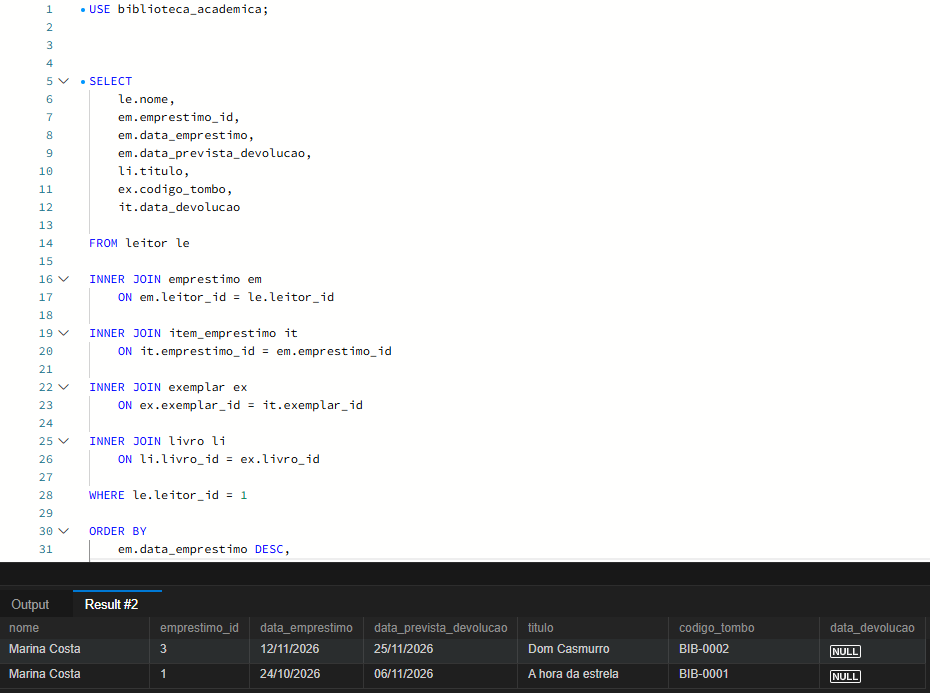 1 USE biblioteca_academica;
2
3
4
5 SELECT
6 le.nome,
7 em.emprestimo_id,
8 em.data_emprestimo,
9 em.data_prevista_devolucao,
10 li.titulo,
11 ex.codigo_tombo,
12 it.data_devolucao
13
14 FROM leitor le
15
16 INNER JOIN emprestimo em
17 ON em.leitor_id = le.leitor_id
18
19 INNER JOIN item_emprestimo it
20 ON it.emprestimo_id = em.emprestimo_id
21
22 INNER JOIN exemplar ex
23 ON ex.exemplar_id = it.exemplar_id
24
25 INNER JOIN livro li
26 ON li.livro_id = ex.livro_id
27
28 WHERE le.leitor_id = 1
29
30 ORDER BY
31 em.data_emprestimo DESC,
Output Result #2
nome emprestimo_id data_emprestimo data_prevista_devolucao titulo codigo_tombo data_devolucao
Marina Costa 3 12/11/2026 25/11/2026 Dom Casmurro BIB-0002 NULL
Marina Costa 1 24/10/2026 06/11/2026 A hora da estrela BIB-0001 NULL